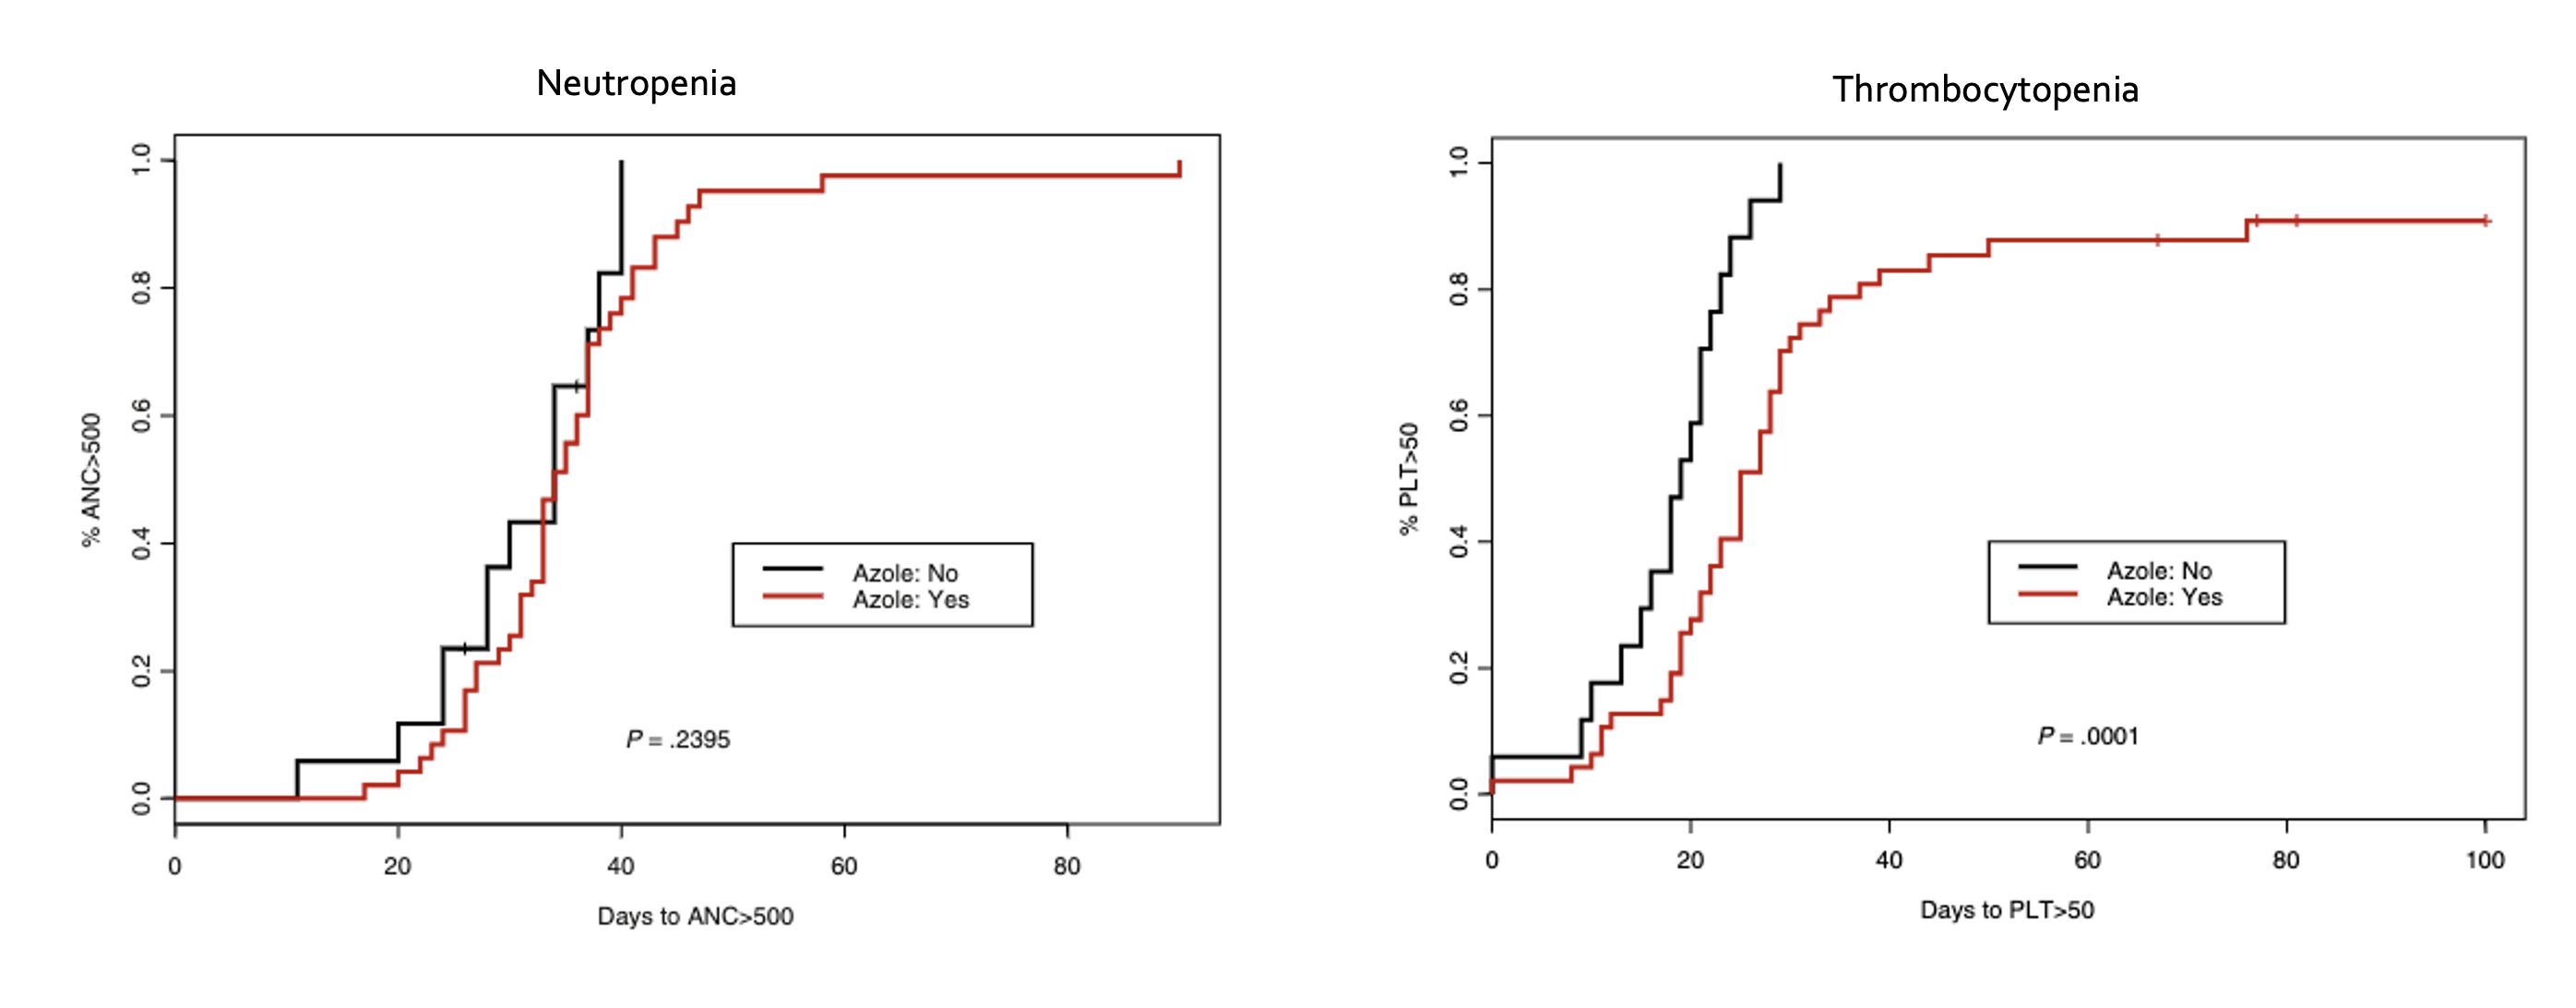 Neutropenia
% ANC>500
1.0
0.8
0.6
0.4
0.2
0.0
Azole: No
Azole: Yes
P = .2395
0 20 40 60 80
Days to ANC>500
Thrombocytopenia
% PLT>50
1.0
0.8
0.6
0.4
0.2
0.0
Azole: No
Azole: Yes
P = .0001
0 20 40 60 80 100
Days to PLT>50